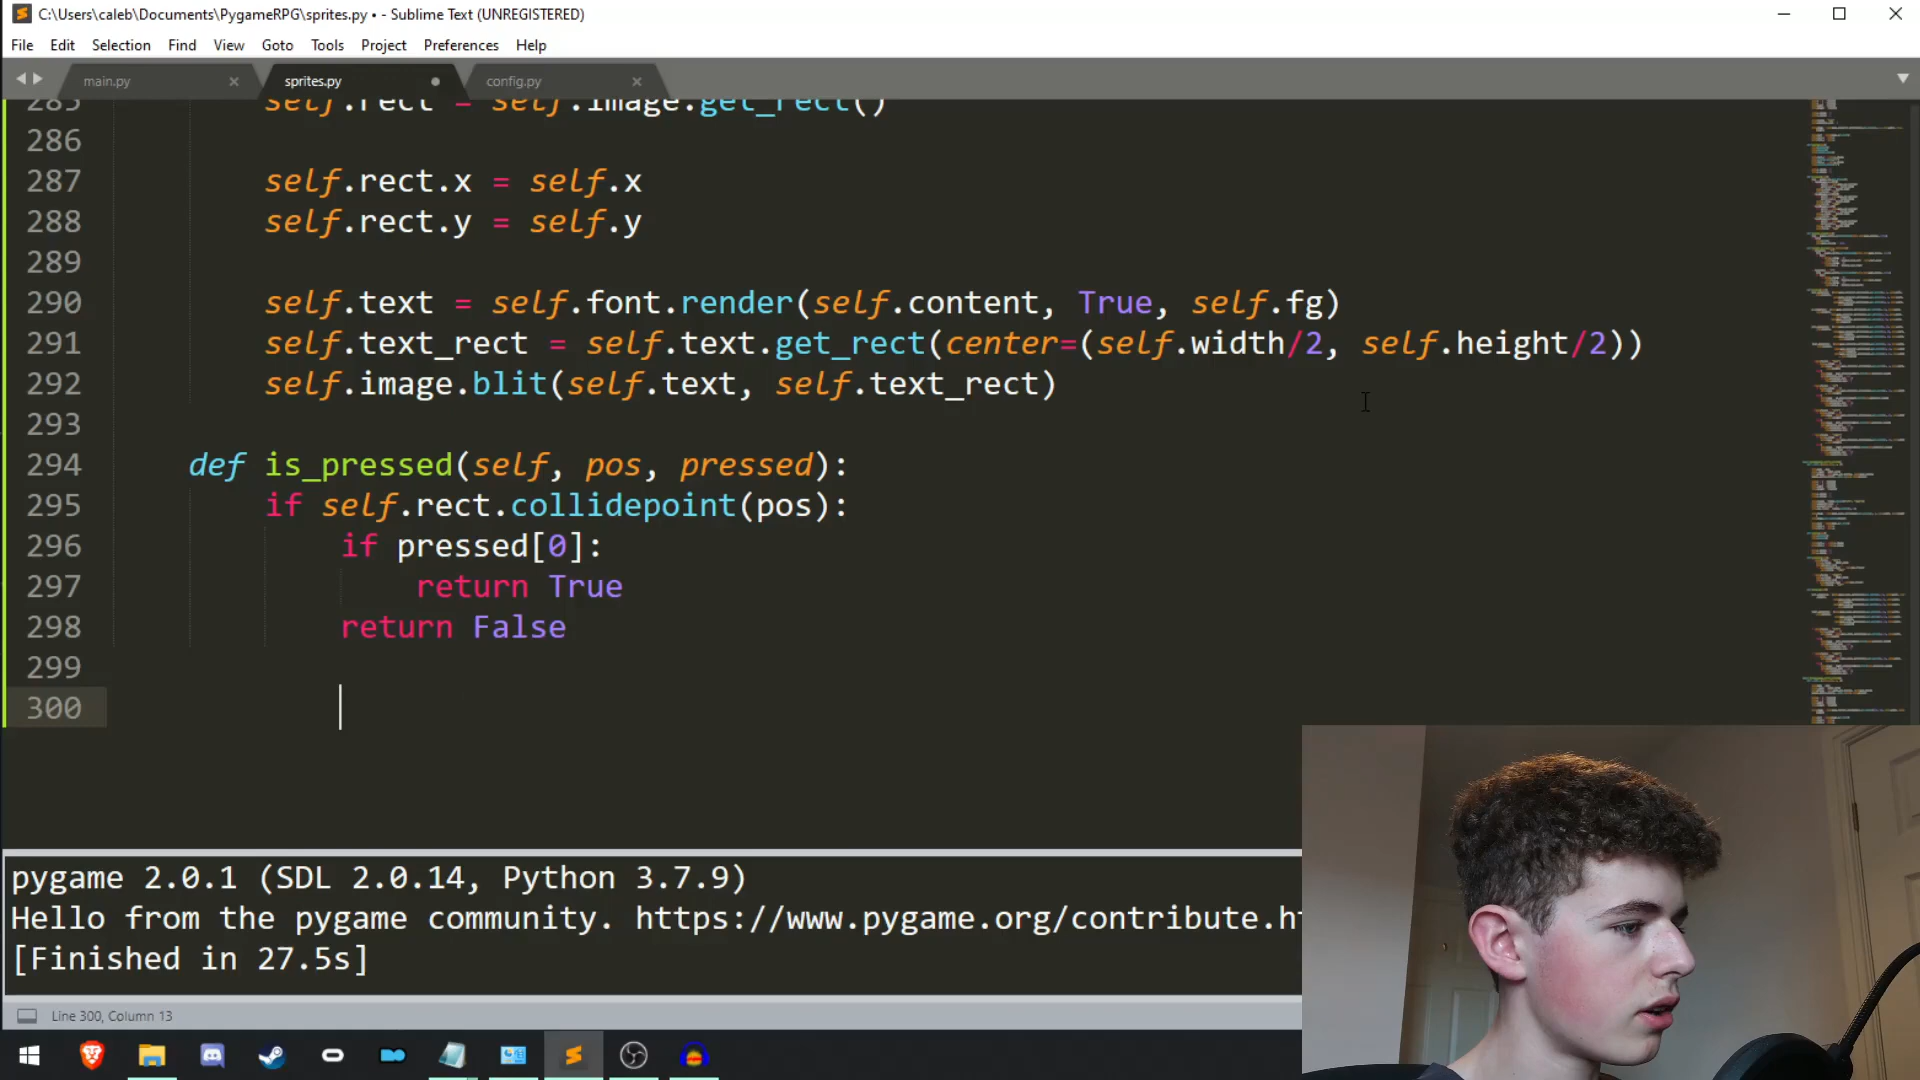 C:\Users\caleb\Documents\PygameRPG\sprites.py • - Sublime Text (UNREGISTERED)
File Edit Selection Find View Goto Tools Project Preferences Help
main.py sprites.py config.py
285 self.rect = self.image.get_rect()
286
287 self.rect.x = self.x
288 self.rect.y = self.y
289
290 self.text = self.font.render(self.content, True, self.fg)
291 self.text_rect = self.text.get_rect(center=(self.width/2, self.height/2))
292 self.image.blit(self.text, self.text_rect)
293
294 def is_pressed(self, pos, pressed):
295 if self.rect.collidepoint(pos):
296 if pressed[0]:
297 return True
298 return False
299
300
pygame 2.0.1 (SDL 2.0.14, Python 3.7.9)
Hello from the pygame community. https://www.pygame.org/contribute.h
[Finished in 27.5s]
Line 300, Column 13